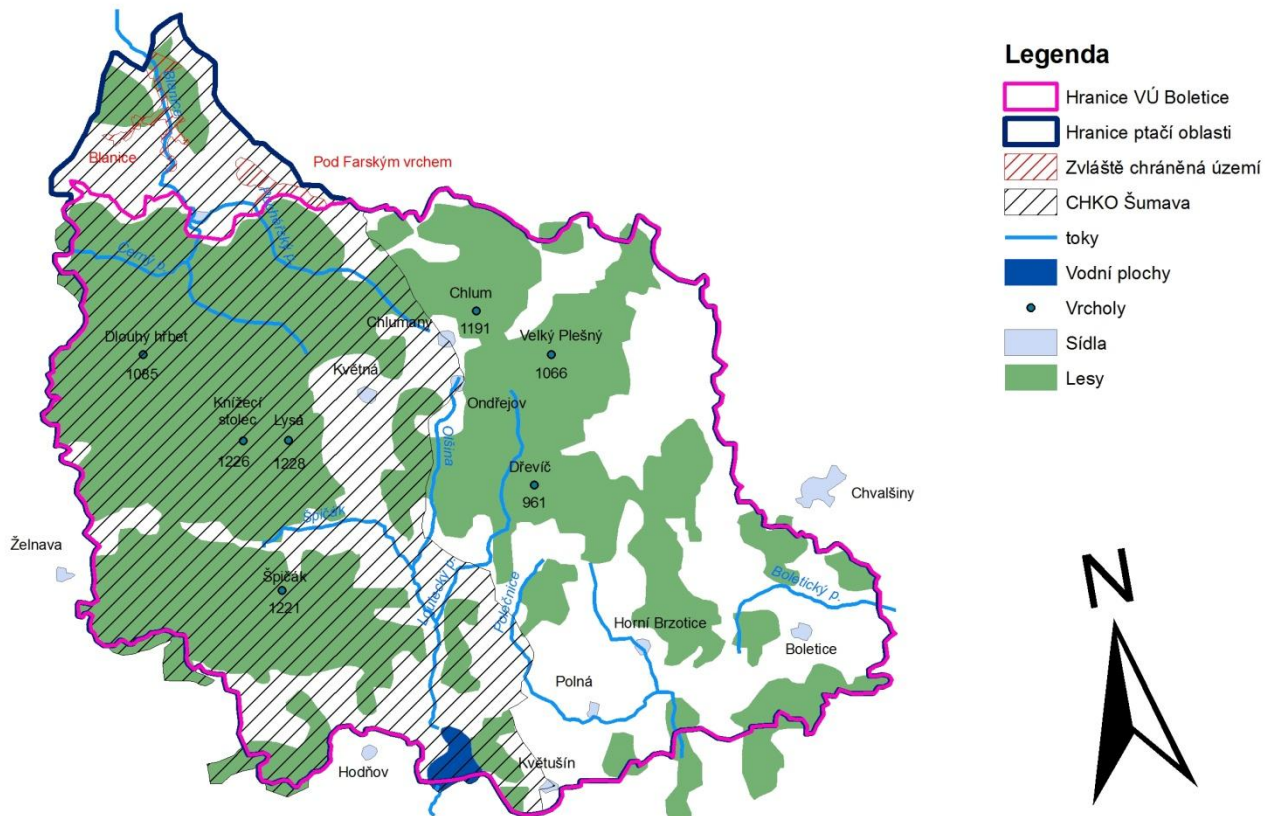 Legenda
Hranice VÚ Boletice
Hranice ptačí oblasti
Zvláště chráněná území
CHKO Šumava
toky
Vodní plochy
Vrcholy
Sídla
Lesy
N
Blanice
Blanice
Pod Farským vrchem
Černý p.
Chlum
1191
Chlumany
Velký Plešný
1066
Dlouhý hřbet
1085
Květná
Knížecí
stolec
1226
Lysá
1228
Ondřejov
Olšina
Dřevíč
961
Chvalšiny
Špičák
Želnava
Špičák
1221
Polečnice
Boletický p.
Horní Brzotice
Boletice
Polná
Hodňov
Květušín